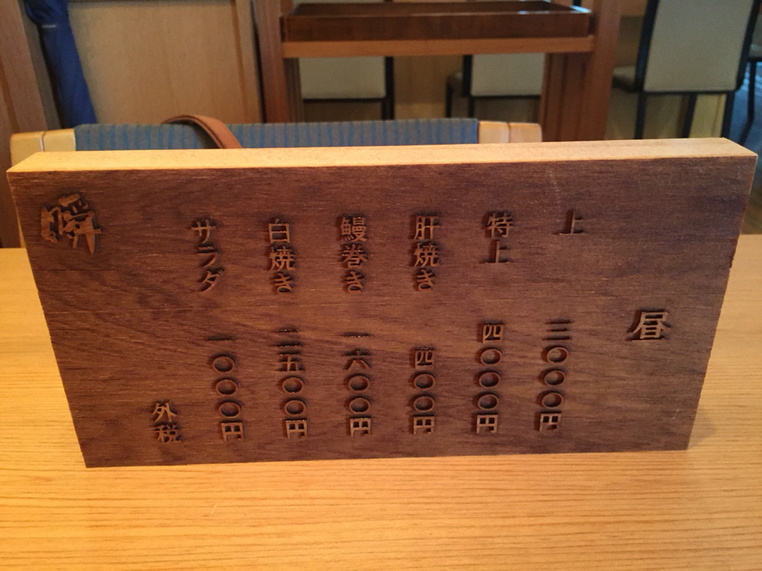 昼
上 三〇〇〇円
特上 四〇〇〇円
肝焼き 四〇〇円
鰻巻き 一六〇〇円
白焼き 二五〇〇円
サラダ 一〇〇〇円
外税
瞬